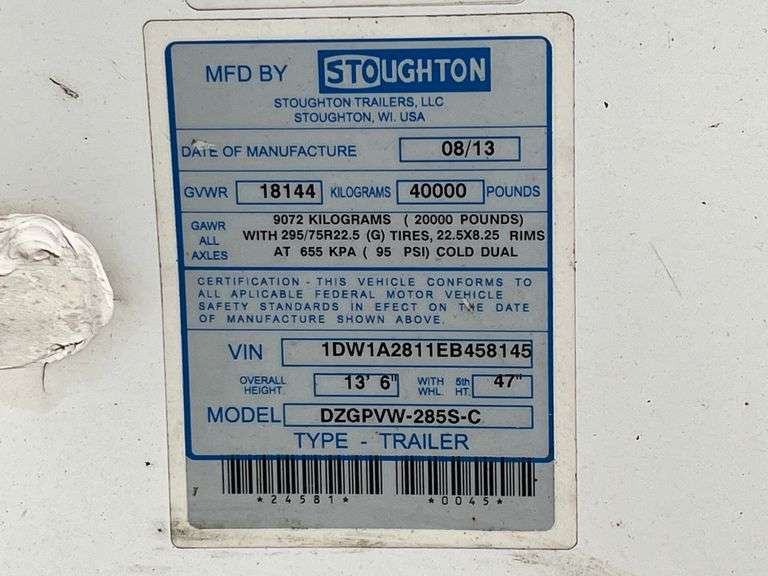 MFD BY STOUGHTON
STOUGHTON TRAILERS, LLC
STOUGHTON, WI. USA
DATE OF MANUFACTURE 08/13
GVWR 18144 KILOGRAMS 40000 POUNDS
GAWR ALL AXLES
9072 KILOGRAMS ( 20000 POUNDS)
WITH 295/75R22.5 (G) TIRES, 22.5X8.25 RIMS
AT 655 KPA ( 95 PSI) COLD DUAL
CERTIFICATION - THIS VEHICLE CONFORMS TO
ALL APLICABLE FEDERAL MOTOR VEHICLE
SAFETY STANDARDS IN EFECT ON THE DATE
OF MANUFACTURE SHOWN ABOVE.
VIN 1DW1A2811EB458145
OVERALL HEIGHT 13' 6" WITH 5th WHL. HT. 47"
MODEL DZGPVW-285S-C
TYPE - TRAILER
*24581* *0045*